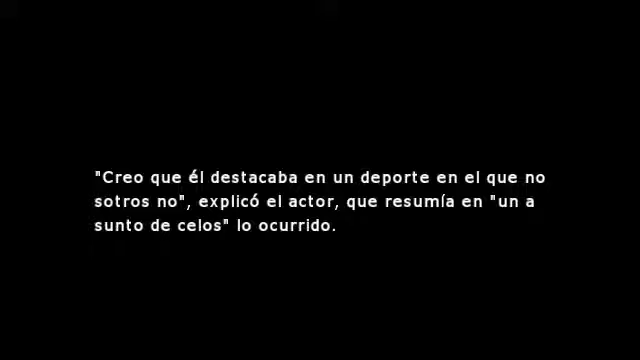 "Creo que él destacaba en un deporte en el que no
sotros no", explicó el actor, que resumía en "un a
sunto de celos" lo ocurrido.